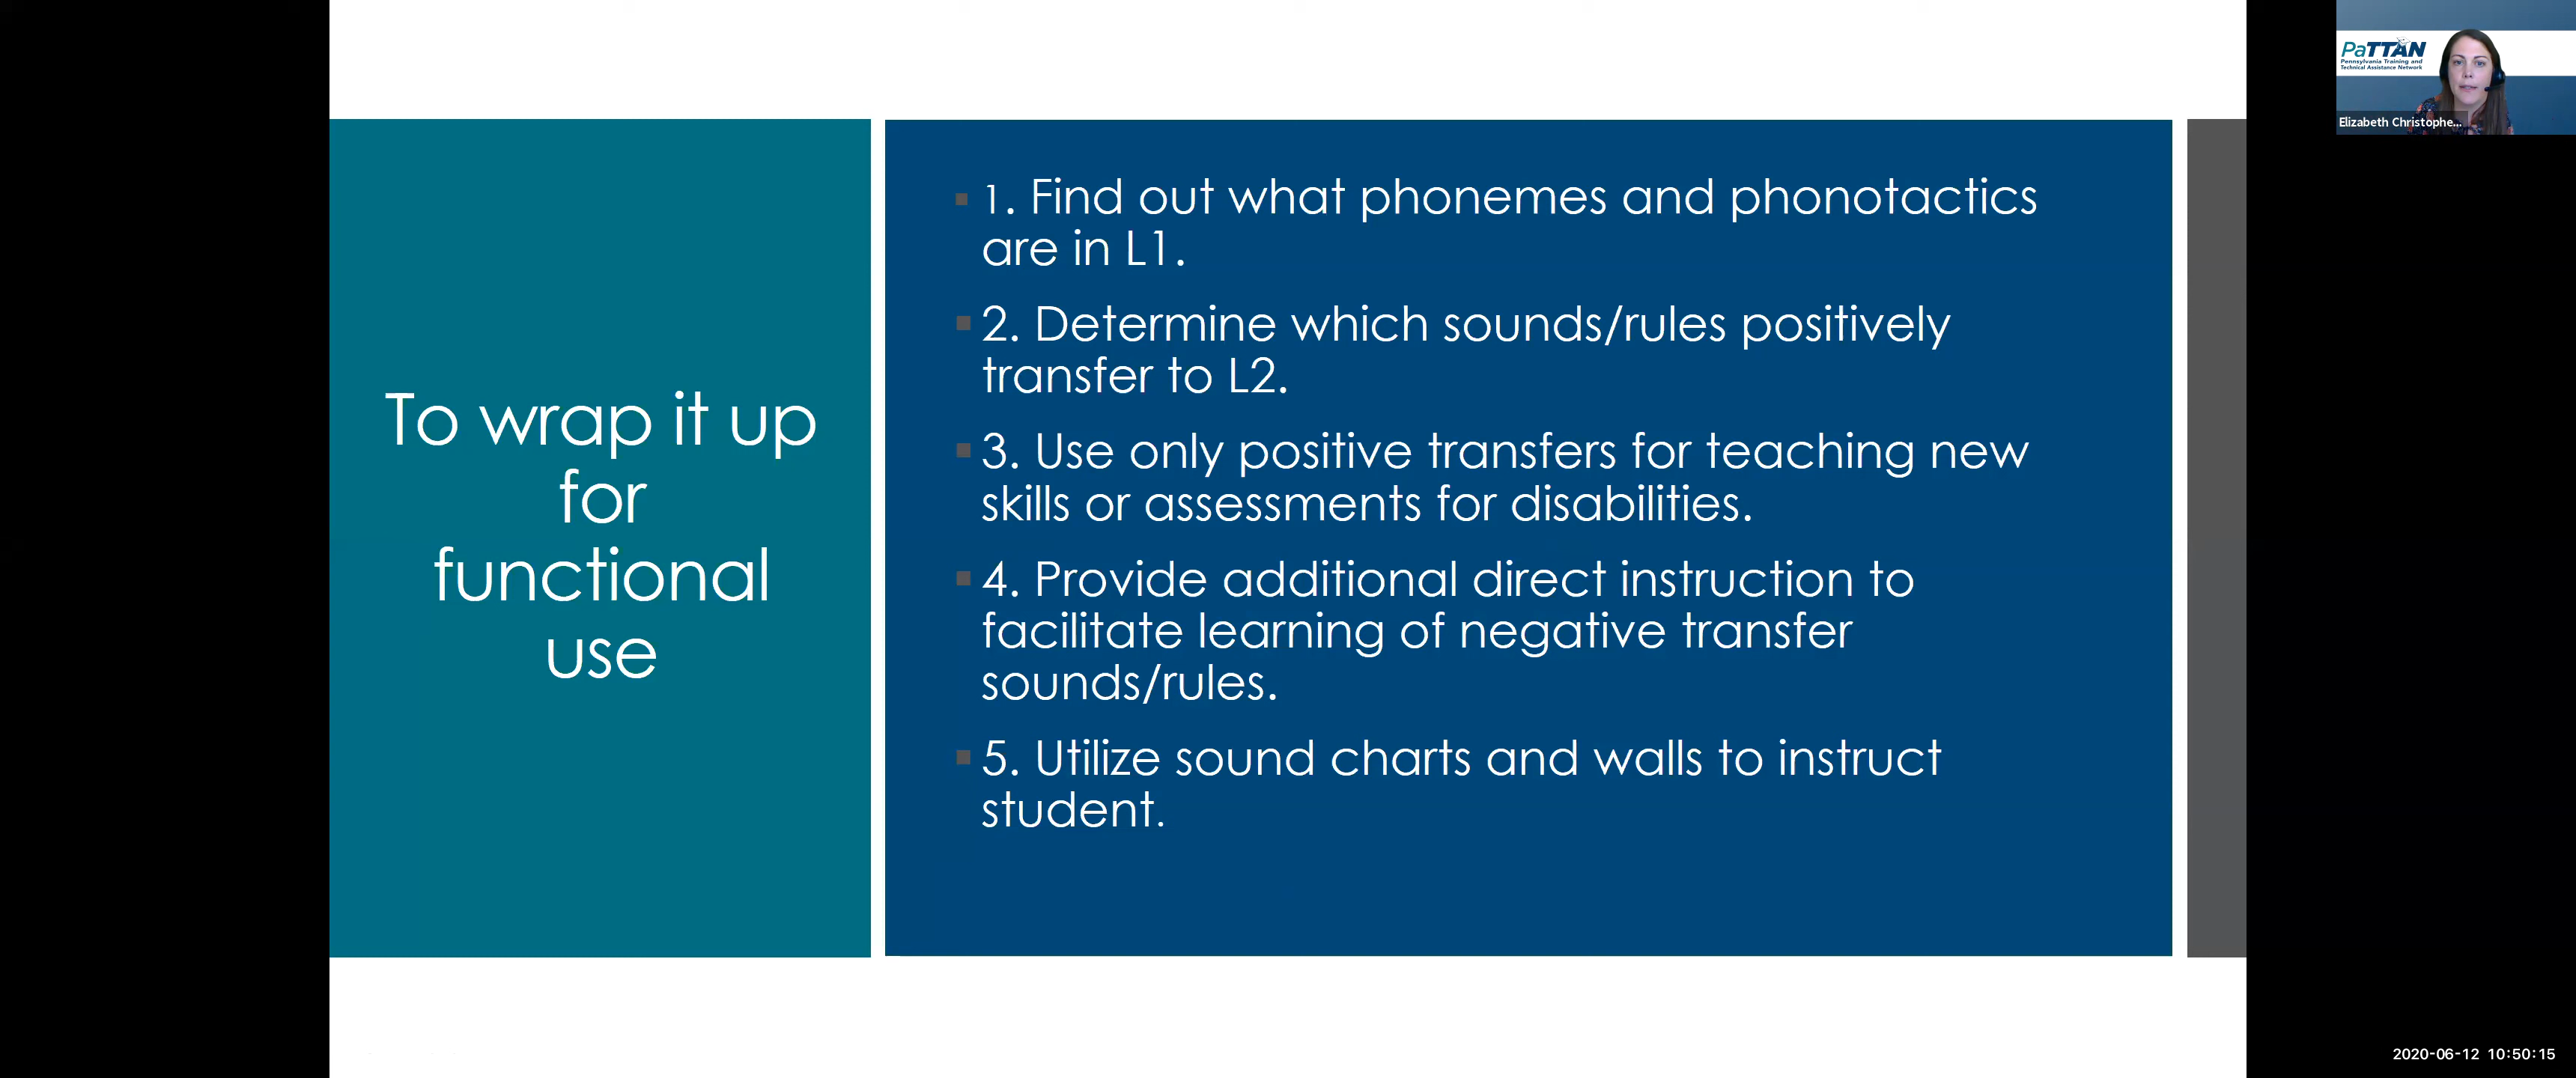 To wrap it up
for
functional
use
1. Find out what phonemes and phonotactics
are in L1.
2. Determine which sounds/rules positively
transfer to L2.
3. Use only positive transfers for teaching new
skills or assessments for disabilities.
4. Provide additional direct instruction to
facilitate learning of negative transfer
sounds/rules.
5. Utilize sound charts and walls to instruct
student.
PaTTAN
Pennsylvania Training and
Technical Assistance Network
Elizabeth Christophe...
2020-06-12 10:50:15